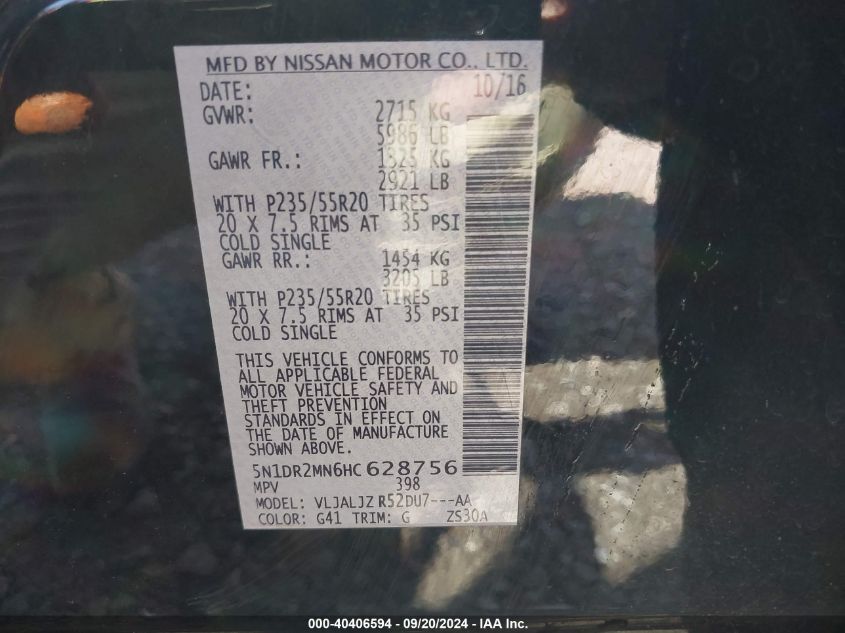 MFD BY NISSAN MOTOR CO., LTD.
DATE: 10/16
GVWR: 2715 KG
5986 LB
GAWR FR.: 1325 KG
2921 LB
WITH P235/55R20 TIRES
20 X 7.5 RIMS AT 35 PSI
COLD SINGLE
GAWR RR.: 1454 KG
3205 LB
WITH P235/55R20 TIRES
20 X 7.5 RIMS AT 35 PSI
COLD SINGLE
THIS VEHICLE CONFORMS TO
ALL APPLICABLE FEDERAL
MOTOR VEHICLE SAFETY AND
THEFT PREVENTION
STANDARDS IN EFFECT ON
THE DATE OF MANUFACTURE
SHOWN ABOVE.
5N1DR2MN6HC628756
MPV 398
MODEL: VLJALJZ R52DU7---AA
COLOR: G41 TRIM: G ZS30A
000-40406594 - 09/20/2024 - IAA Inc.